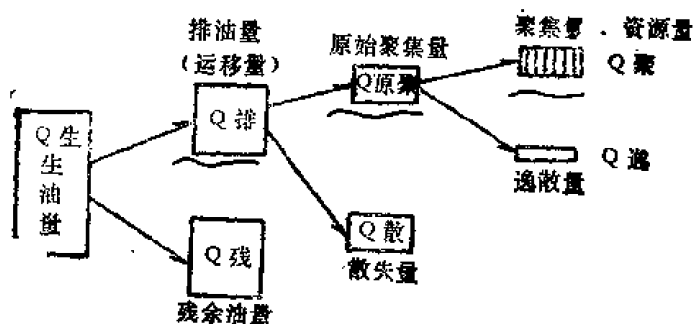 排油量
(运移量)
原始聚集量
聚集量．资源量
Q原聚
Q聚
Q生
生
油
量
Q排
Q逸
逸散量
Q散
散失量
Q残
残余油量